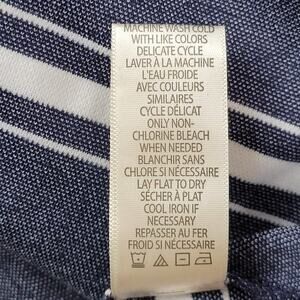 MACHINE WASH COLD
WITH LIKE COLORS
DELICATE CYCLE
LAVER À LA MACHINE
L'EAU FROIDE
AVEC COULEURS
SIMILAIRES
CYCLE DÉLICAT
ONLY NON-
CHLORINE BLEACH
WHEN NEEDED
BLANCHIR SANS
CHLORE SI NÉCESSAIRE
LAY FLAT TO DRY
SÉCHER À PLAT
COOL IRON IF
NECESSARY
REPASSER AU FER
FROID SI NÉCESSAIRE